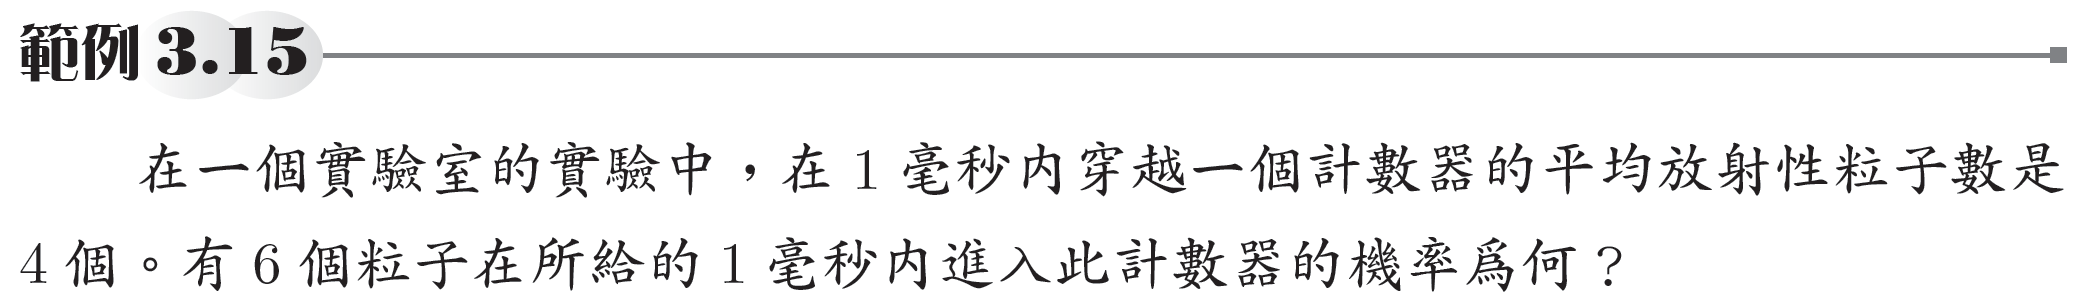 範例 3.15
在一個實驗室的實驗中，在 1 毫秒內穿越一個計數器的平均放射性粒子數是
4 個。有 6 個粒子在所給的 1 毫秒內進入此計數器的機率為何？